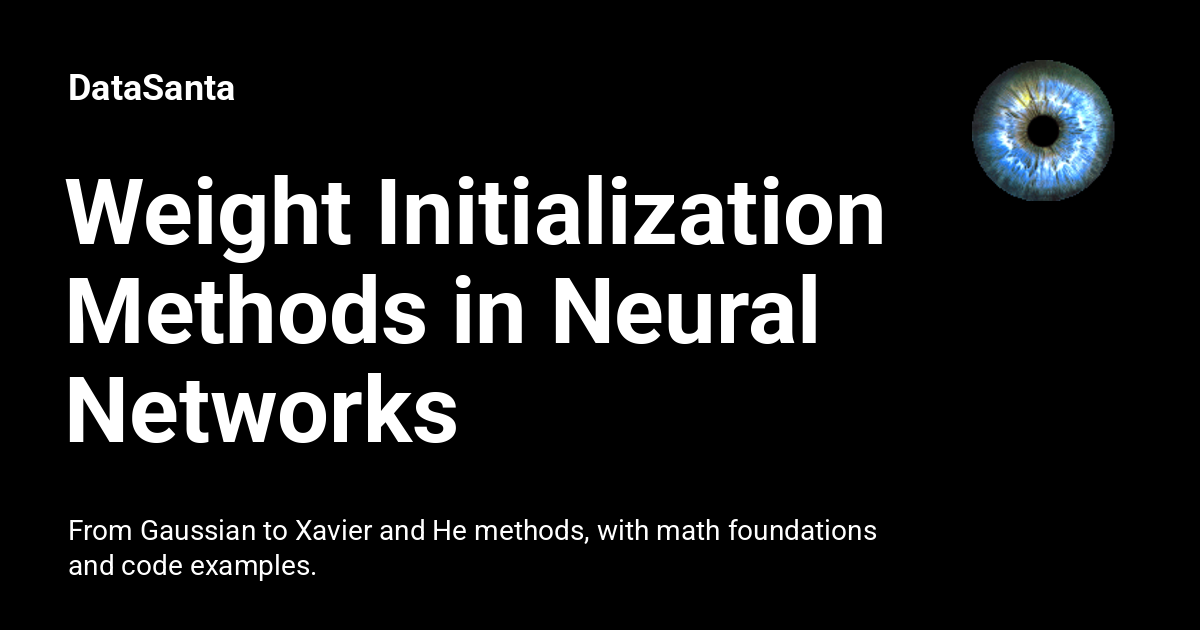 DataSanta
Weight Initialization
Methods in Neural
Networks
From Gaussian to Xavier and He methods, with math foundations
and code examples.